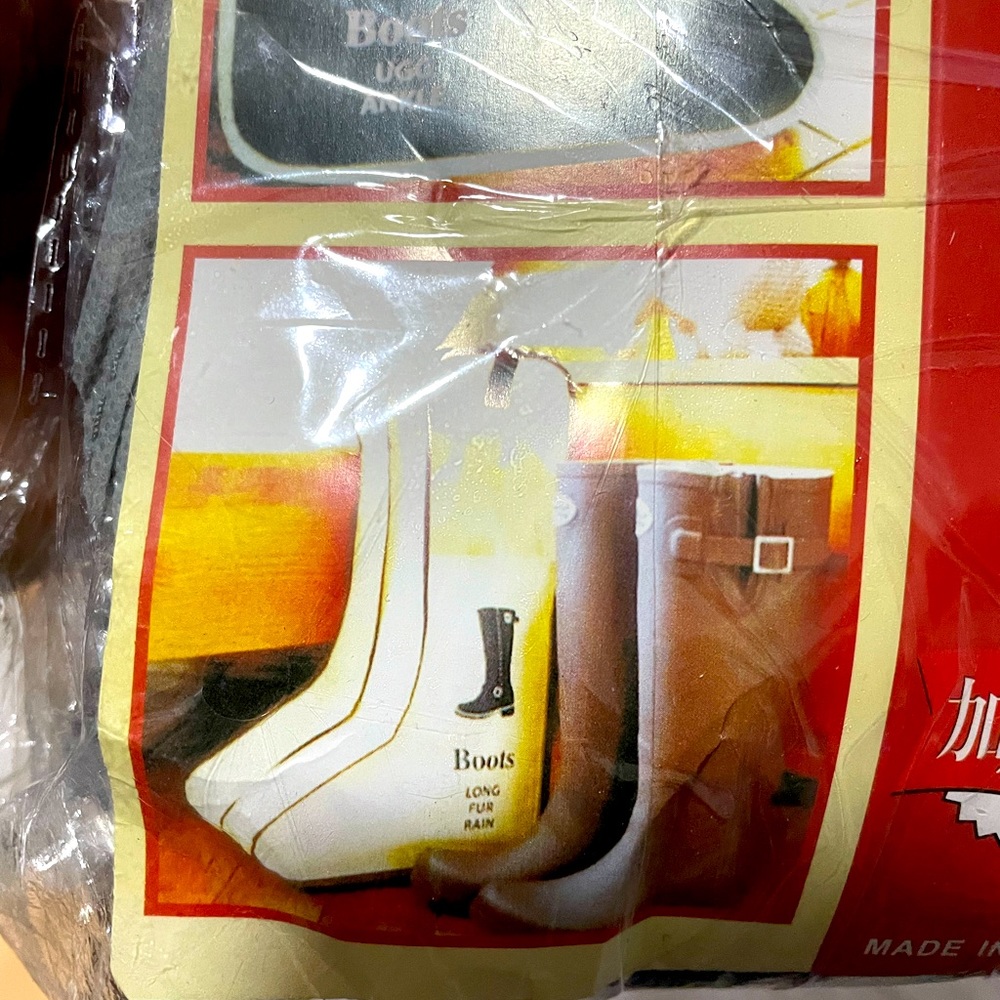 Boots
UGG
ANKLE
Boots
LONG
FUR
RAIN
加
MADE IN